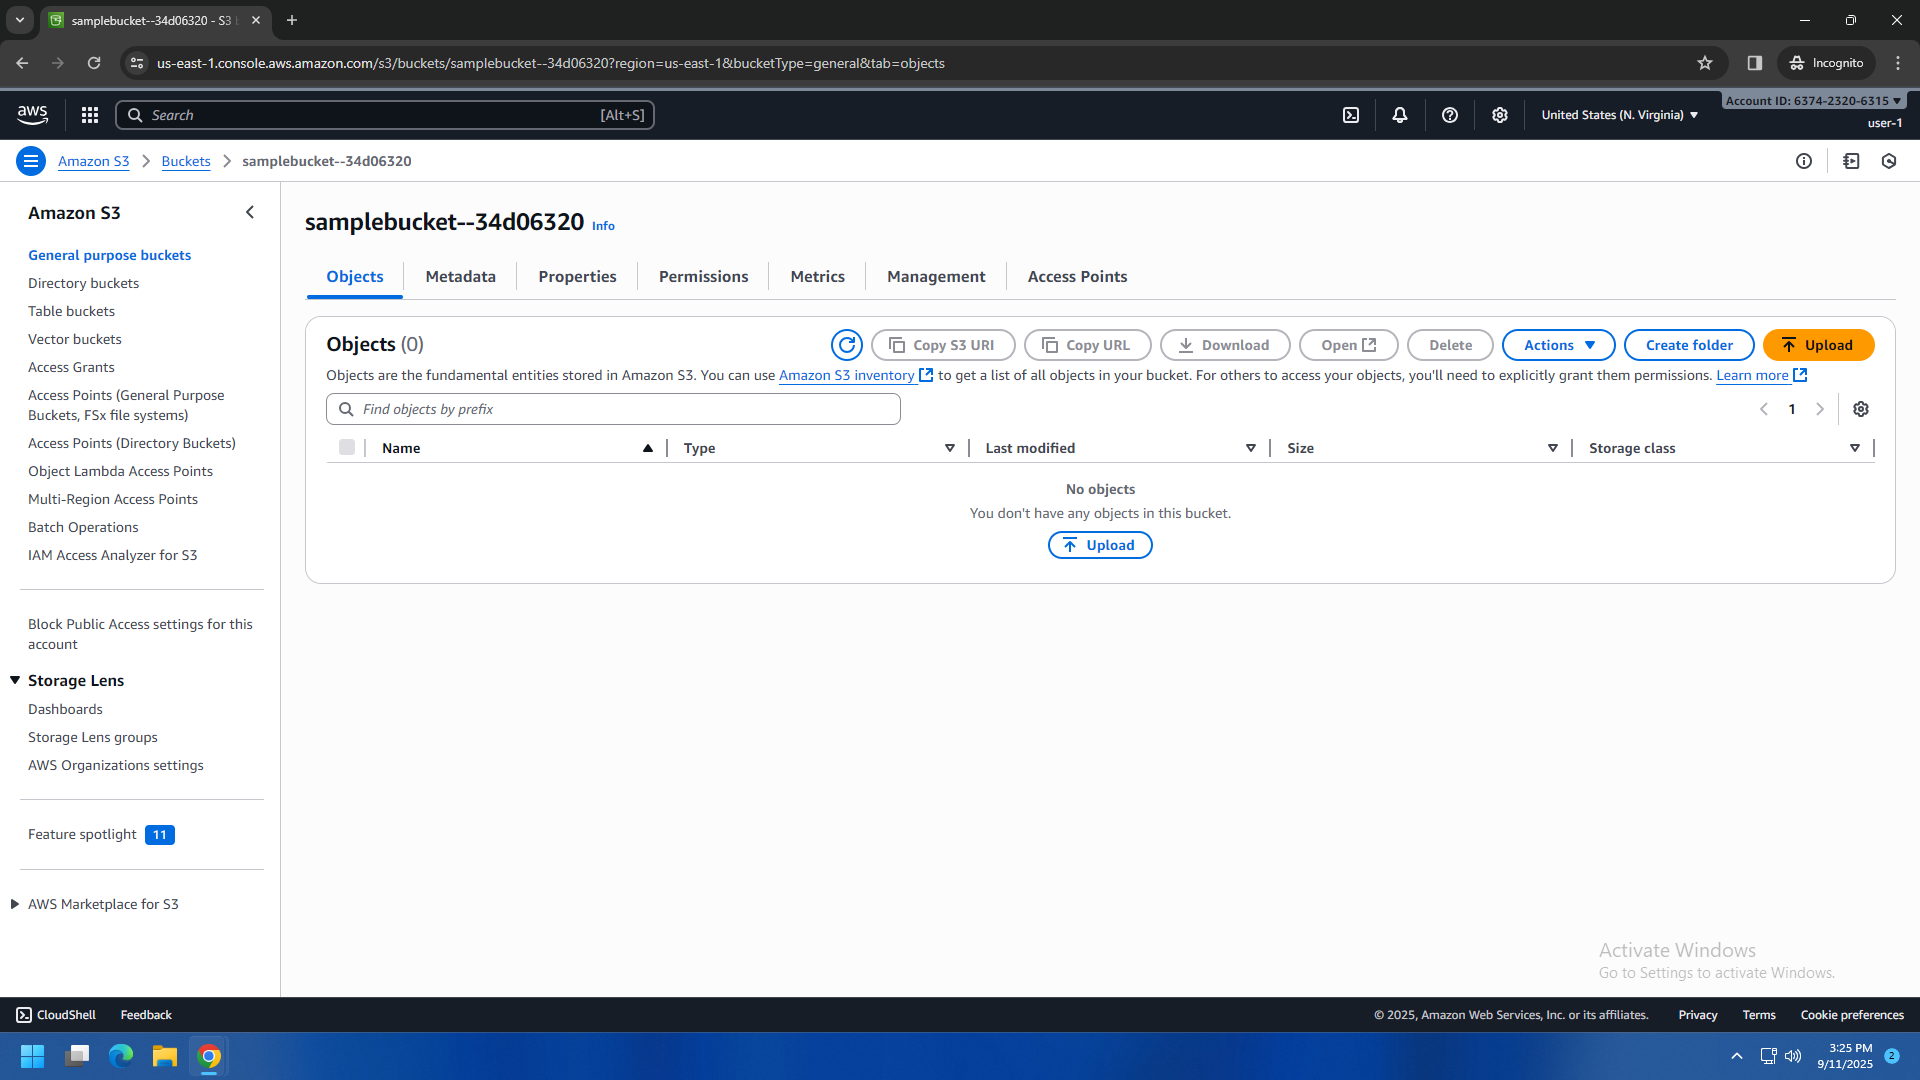 samplebucket--34d06320 - S3
us-east-1.console.aws.amazon.com/s3/buckets/samplebucket--34d06320?region=us-east-1&bucketType=general&tab=objects
Incognito
aws
Search
[Alt+S]
United States (N. Virginia)
Account ID: 6374-2320-6315
user-1
Amazon S3
Buckets
samplebucket--34d06320
Amazon S3
General purpose buckets
Directory buckets
Table buckets
Vector buckets
Access Grants
Access Points (General Purpose
Buckets, FSx file systems)
Access Points (Directory Buckets)
Object Lambda Access Points
Multi-Region Access Points
Batch Operations
IAM Access Analyzer for S3
Block Public Access settings for this
account
Storage Lens
Dashboards
Storage Lens groups
AWS Organizations settings
Feature spotlight 11
AWS Marketplace for S3
samplebucket--34d06320 Info
Objects
Metadata
Properties
Permissions
Metrics
Management
Access Points
Objects (0)
Copy S3 URI
Copy URL
Download
Open
Delete
Actions
Create folder
Upload
Objects are the fundamental entities stored in Amazon S3. You can use Amazon S3 inventory to get a list of all objects in your bucket. For others to access your objects, you'll need to explicitly grant them permissions. Learn more
Find objects by prefix
1
Name
Type
Last modified
Size
Storage class
No objects
You don't have any objects in this bucket.
Upload
Activate Windows
Go to Settings to activate Windows.
CloudShell
Feedback
© 2025, Amazon Web Services, Inc. or its affiliates.
Privacy
Terms
Cookie preferences
3:25 PM
9/11/2025
2